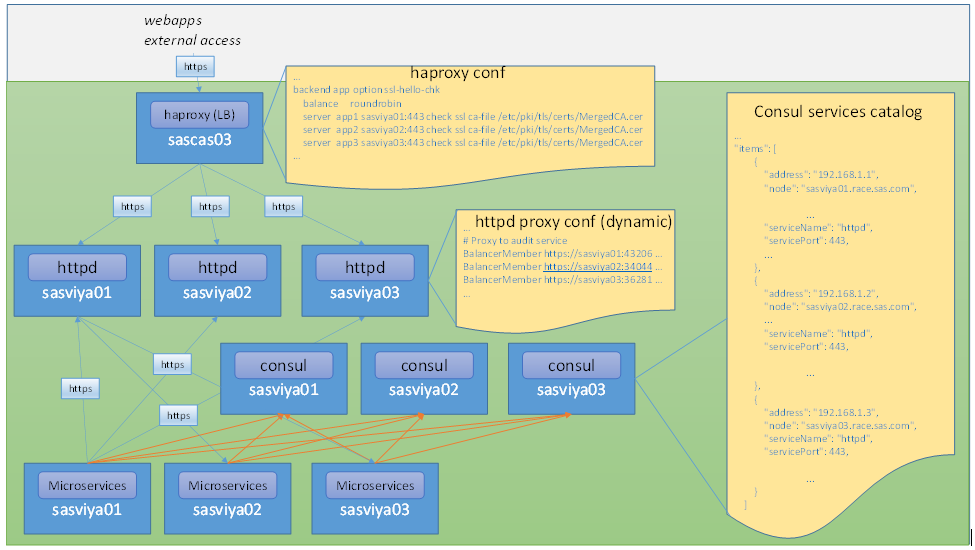 webapps
external access
https
haproxy (LB)
sascas03
haproxy conf
...
backend app option ssl-hello-chk
balance roundrobin
server app1 sasviya01:443 check ssl ca-file /etc/pki/tls/certs/MergedCA.cer
server app2 sasviya02:443 check ssl ca-file /etc/pki/tls/certs/MergedCA.cer
server app3 sasviya03:443 check ssl ca-file /etc/pki/tls/certs/MergedCA.cer
...
https
https
https
httpd
sasviya01
httpd
sasviya02
httpd
sasviya03
httpd proxy conf (dynamic)
...
# Proxy to audit service
BalancerMember https://sasviya01:43206 ...
BalancerMember https://sasviya02:34044 ...
BalancerMember https://sasviya03:36281 ...
...
https
https
https
consul
sasviya01
consul
sasviya02
consul
sasviya03
Microservices
sasviya01
Microservices
sasviya02
Microservices
sasviya03
Consul services catalog
...
"items": [
{
"address": "192.168.1.1",
"node": "sasviya01.race.sas.com",
...
"serviceName": "httpd",
"servicePort": 443,
...
},
{
"address": "192.168.1.2",
"node": "sasviya02.race.sas.com",
...
"serviceName": "httpd",
"servicePort": 443,
...
},
{
"address": "192.168.1.3",
"node": "sasviya03.race.sas.com",
"serviceName": "httpd",
"servicePort": 443,
...
}
]